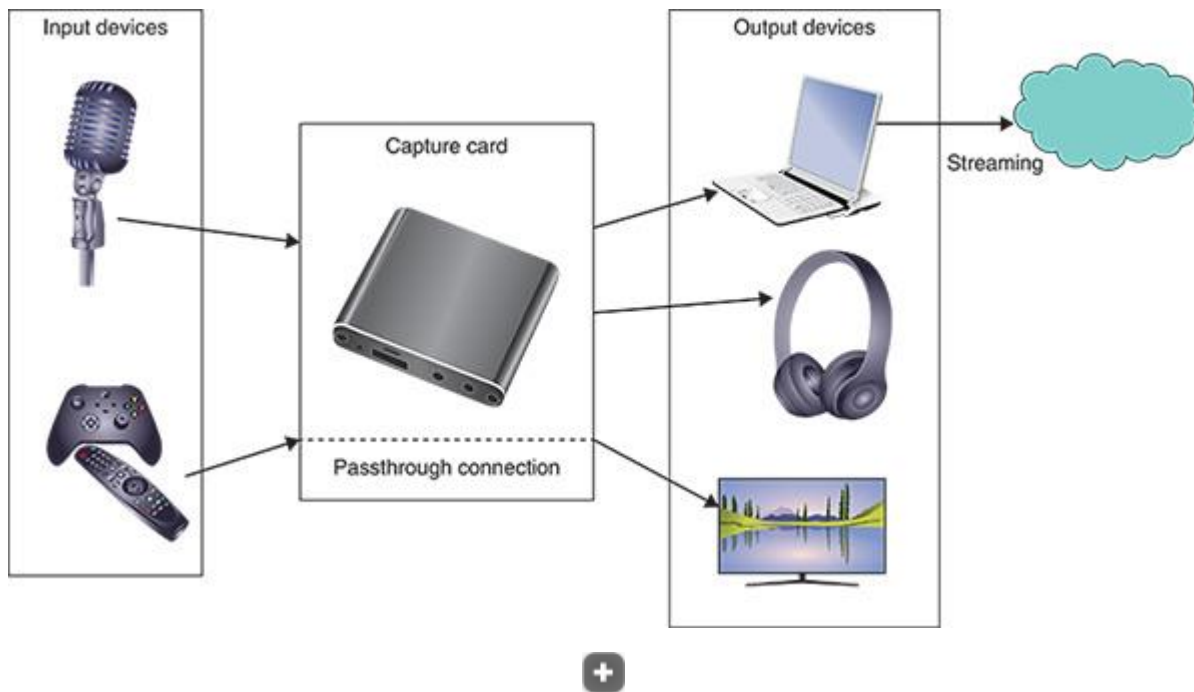 Input devices
Output devices
Capture card
Streaming
Passthrough connection